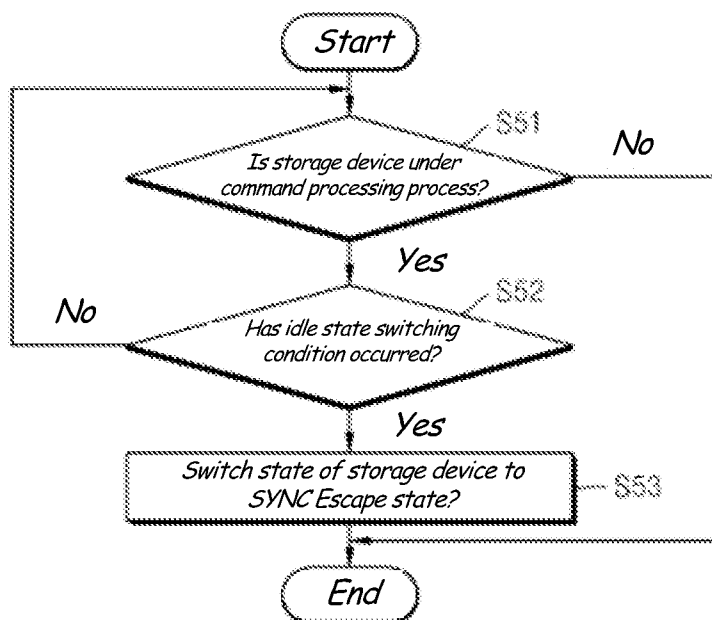 Start
S51
No
Is storage device under
command processing process?
Yes
S52
No
Has idle state switching
condition occurred?
Yes
Switch state of storage device to
SYNC Escape state?
S53
End